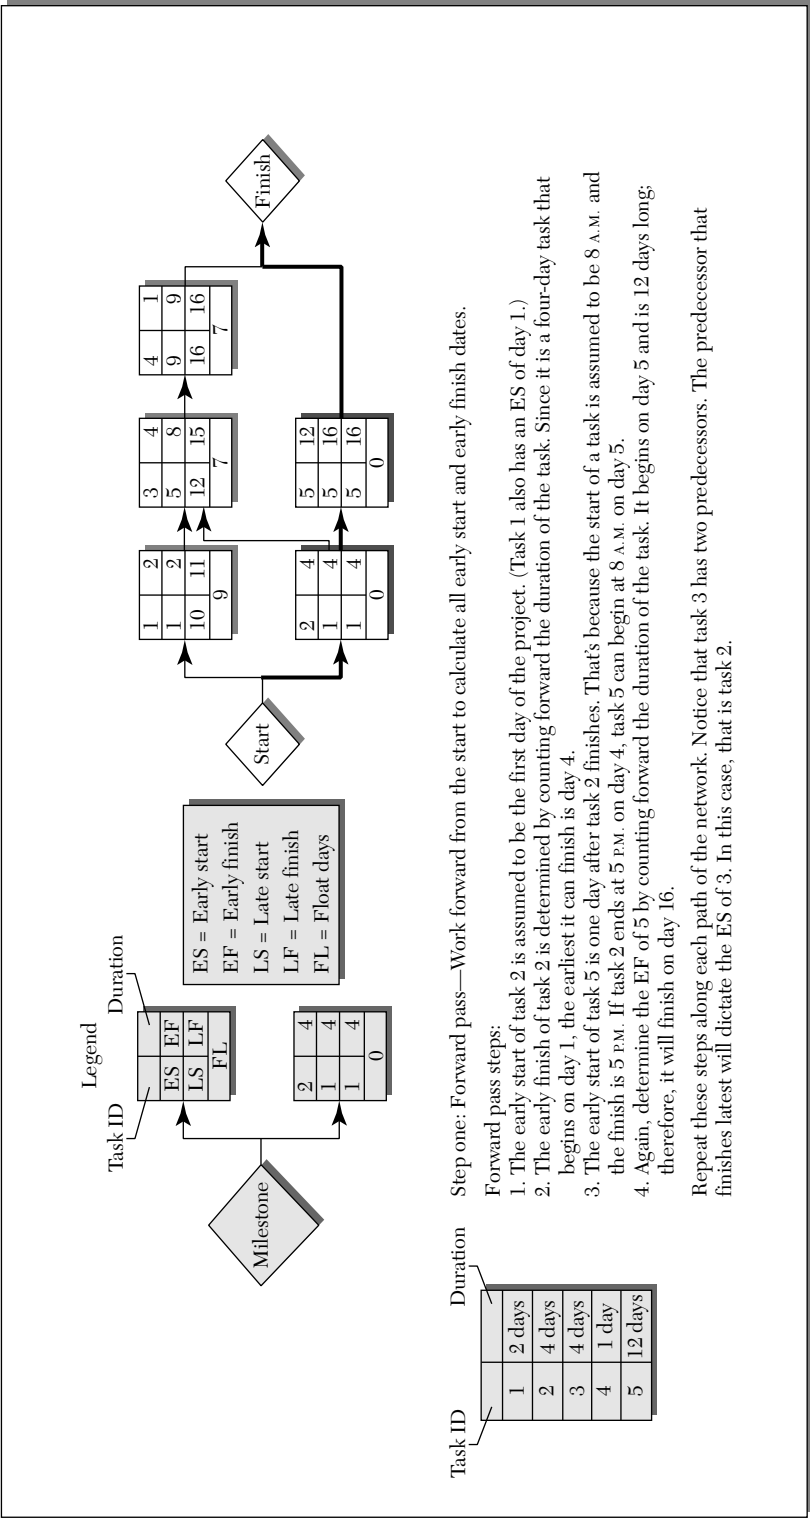 Legend
Task ID
Duration
ES EF
LS LF
FL
Milestone
2 4
1 4
1 4
0
ES = Early start
EF = Early finish
LS = Late start
LF = Late finish
FL = Float days
Start
1 2
1 2
10 11
9
2 4
1 4
1 4
0
3 4
5 8
12 15
7
5 12
5 16
5 16
0
4 1
9 9
16 16
7
Finish
Task ID
Duration
1 2 days
2 4 days
3 4 days
4 1 day
5 12 days
Step one: Forward pass—Work forward from the start to calculate all early start and early finish dates.
Forward pass steps:
1. The early start of task 2 is assumed to be the first day of the project. (Task 1 also has an ES of day 1.)
2. The early finish of task 2 is determined by counting forward the duration of the task. Since it is a four-day task that
begins on day 1, the earliest it can finish is day 4.
3. The early start of task 5 is one day after task 2 finishes. That's because the start of a task is assumed to be 8 A.M. and
the finish is 5 P.M. If task 2 ends at 5 P.M. on day 4, task 5 can begin at 8 A.M. on day 5.
4. Again, determine the EF of 5 by counting forward the duration of the task. It begins on day 5 and is 12 days long;
therefore, it will finish on day 16.
Repeat these steps along each path of the network. Notice that task 3 has two predecessors. The predecessor that
finishes latest will dictate the ES of 3. In this case, that is task 2.